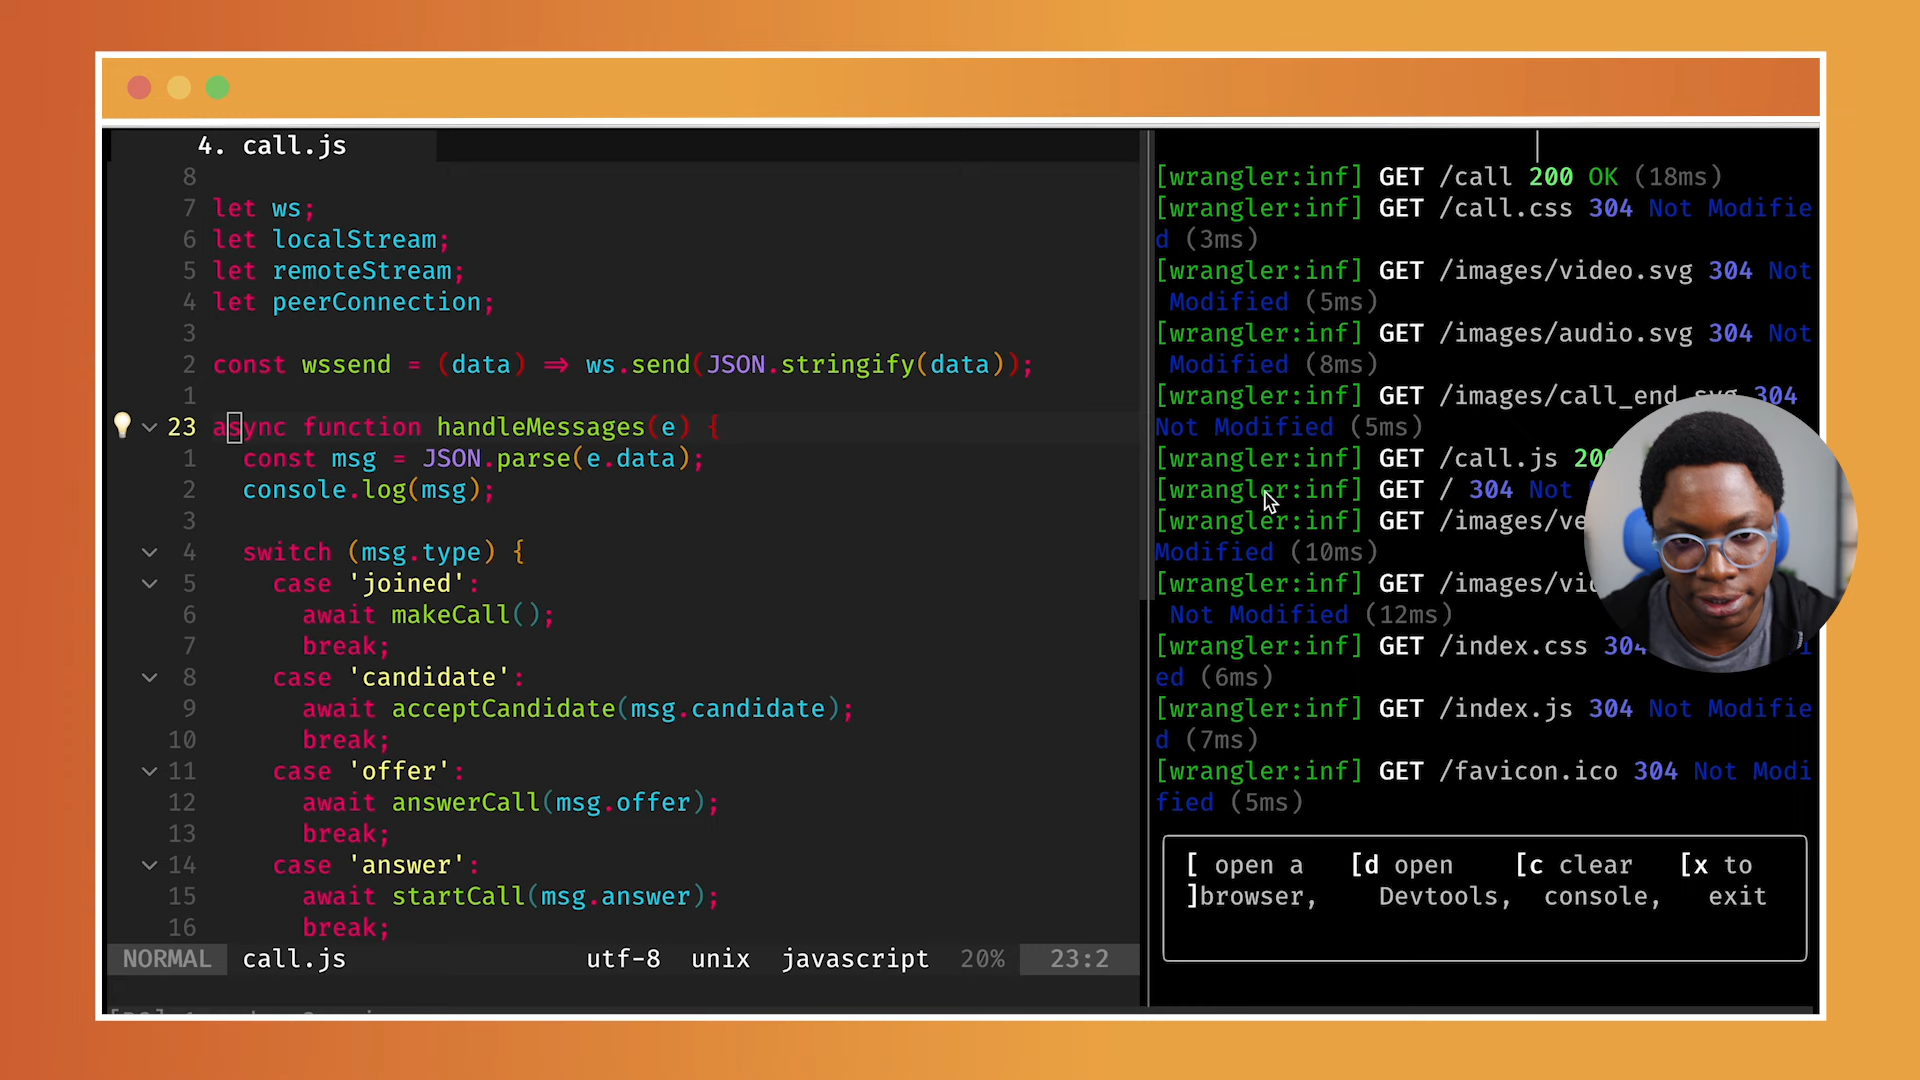 4. call.js
8
7 let ws;
6 let localStream;
5 let remoteStream;
4 let peerConnection;
3
2 const wssend = (data) => ws.send(JSON.stringify(data));
1
23 async function handleMessages(e) {
1 const msg = JSON.parse(e.data);
2 console.log(msg);
3
4 switch (msg.type) {
5 case 'joined':
6 await makeCall();
7 break;
8 case 'candidate':
9 await acceptCandidate(msg.candidate);
10 break;
11 case 'offer':
12 await answerCall(msg.offer);
13 break;
14 case 'answer':
15 await startCall(msg.answer);
16 break;
NORMAL call.js utf-8 unix javascript 20% 23:2
[wrangler:inf] GET /call 200 OK (18ms)
[wrangler:inf] GET /call.css 304 Not Modifie
d (3ms)
[wrangler:inf] GET /images/video.svg 304 Not
Modified (5ms)
[wrangler:inf] GET /images/audio.svg 304 Not
Modified (8ms)
[wrangler:inf] GET /images/call_end.svg 304
Not Modified (5ms)
[wrangler:inf] GET /call.js
[wrangler:inf] GET / 304 Not
[wrangler:inf] GET
Modified (10ms)
[wrangler:inf] GET
Not Modified (12ms)
[wrangler:inf] GET /index.css 304
ed (6ms)
[wrangler:inf] GET /index.js 304 Not Modifie
d (7ms)
[wrangler:inf] GET /favicon.ico 304 Not Modi
fied (5ms)
[ open a [d open [c clear [x to
]browser, Devtools, console, exit